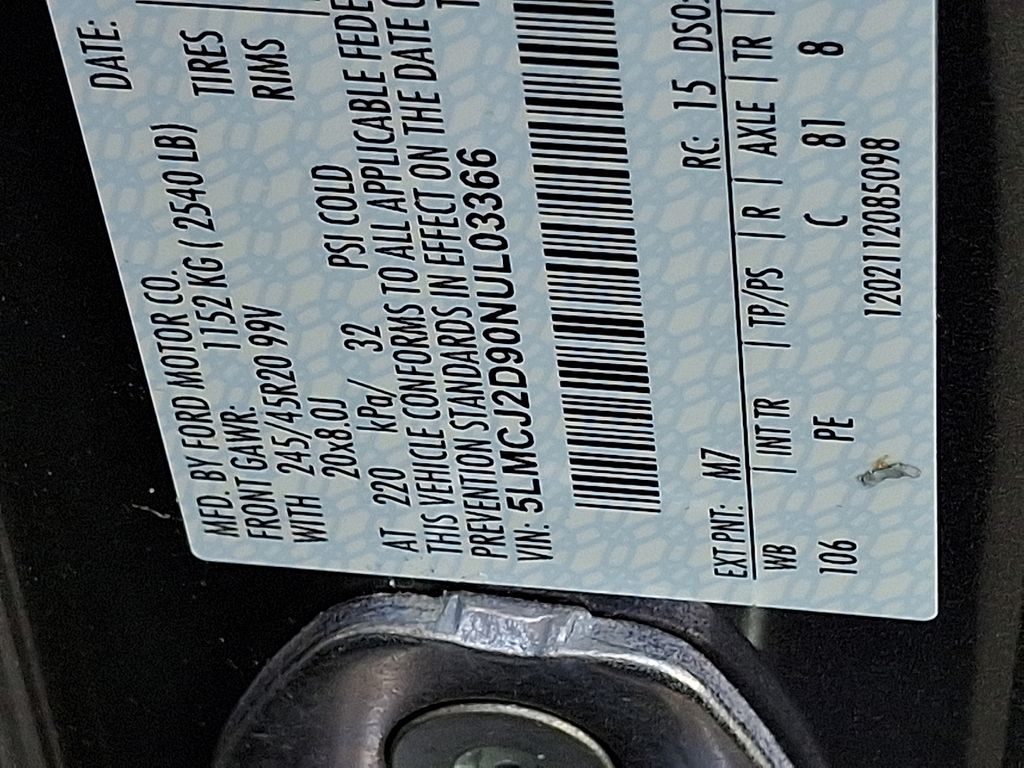 MFD. BY FORD MOTOR CO.
DATE:
FRONT GAWR: 1152 KG ( 2540 LB)
WITH 245/45R20 99V TIRES
20x8.0J RIMS
AT 220 kPa/ 32 PSI COLD
THIS VEHICLE CONFORMS TO ALL APPLICABLE FEDE
PREVENTION STANDARDS IN EFFECT ON THE DATE
VIN: 5LMCJ2D90NUL03366
EXT PNT: M7 RC: 15 DSO:
WB | INT TR | TP/PS | R | AXLE | TR |
106 PE C 81 8
12021112085098